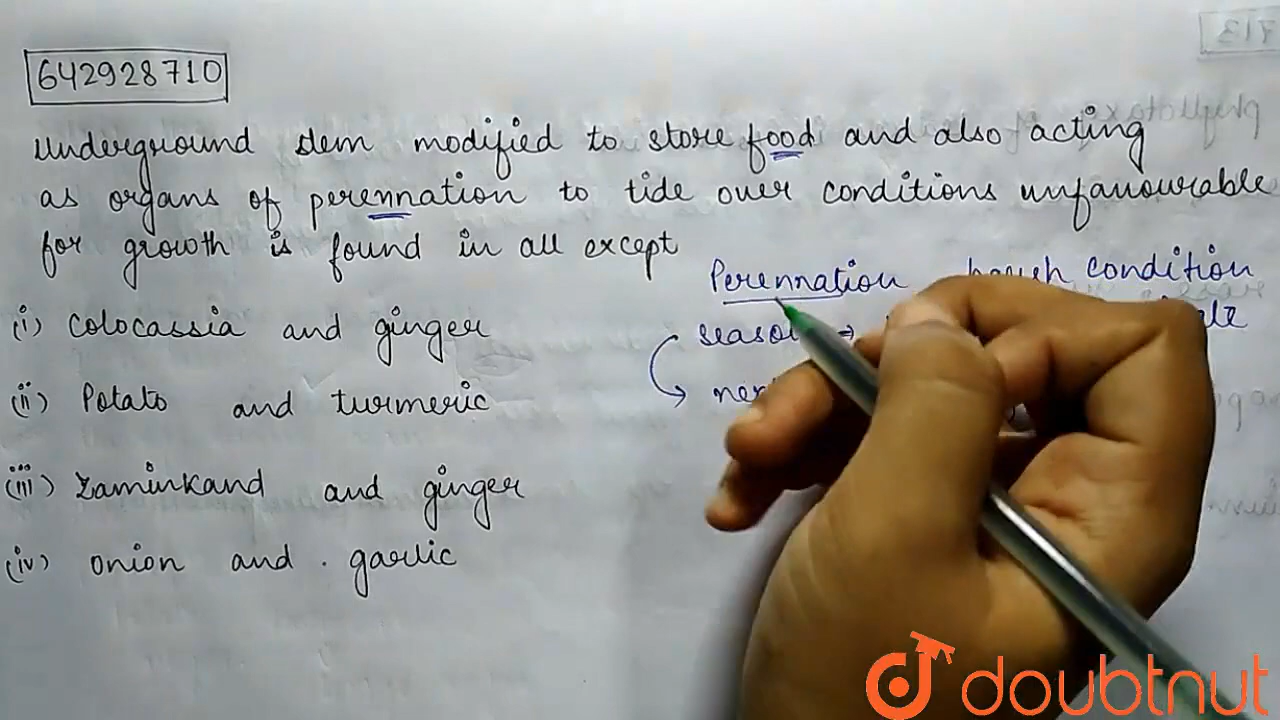 642928710
underground stem modified to store food and also acting
as organs of perennation to tide over conditions unfavourable
for growth is found in all except
Perennation harsh condition
season →
(i) Colocassia and ginger
(ii) Potato and turmeric
(iii) Zaminkand and ginger
(iv) onion and . garlic
doubtnut